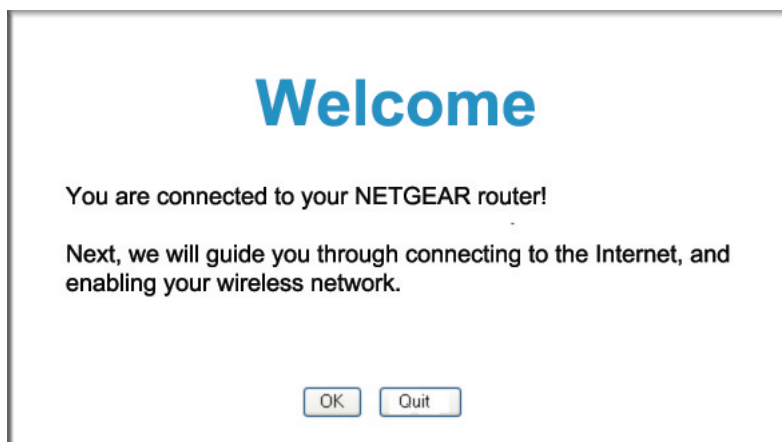 Welcome
You are connected to your NETGEAR router!
Next, we will guide you through connecting to the Internet, and
enabling your wireless network.
OK Quit